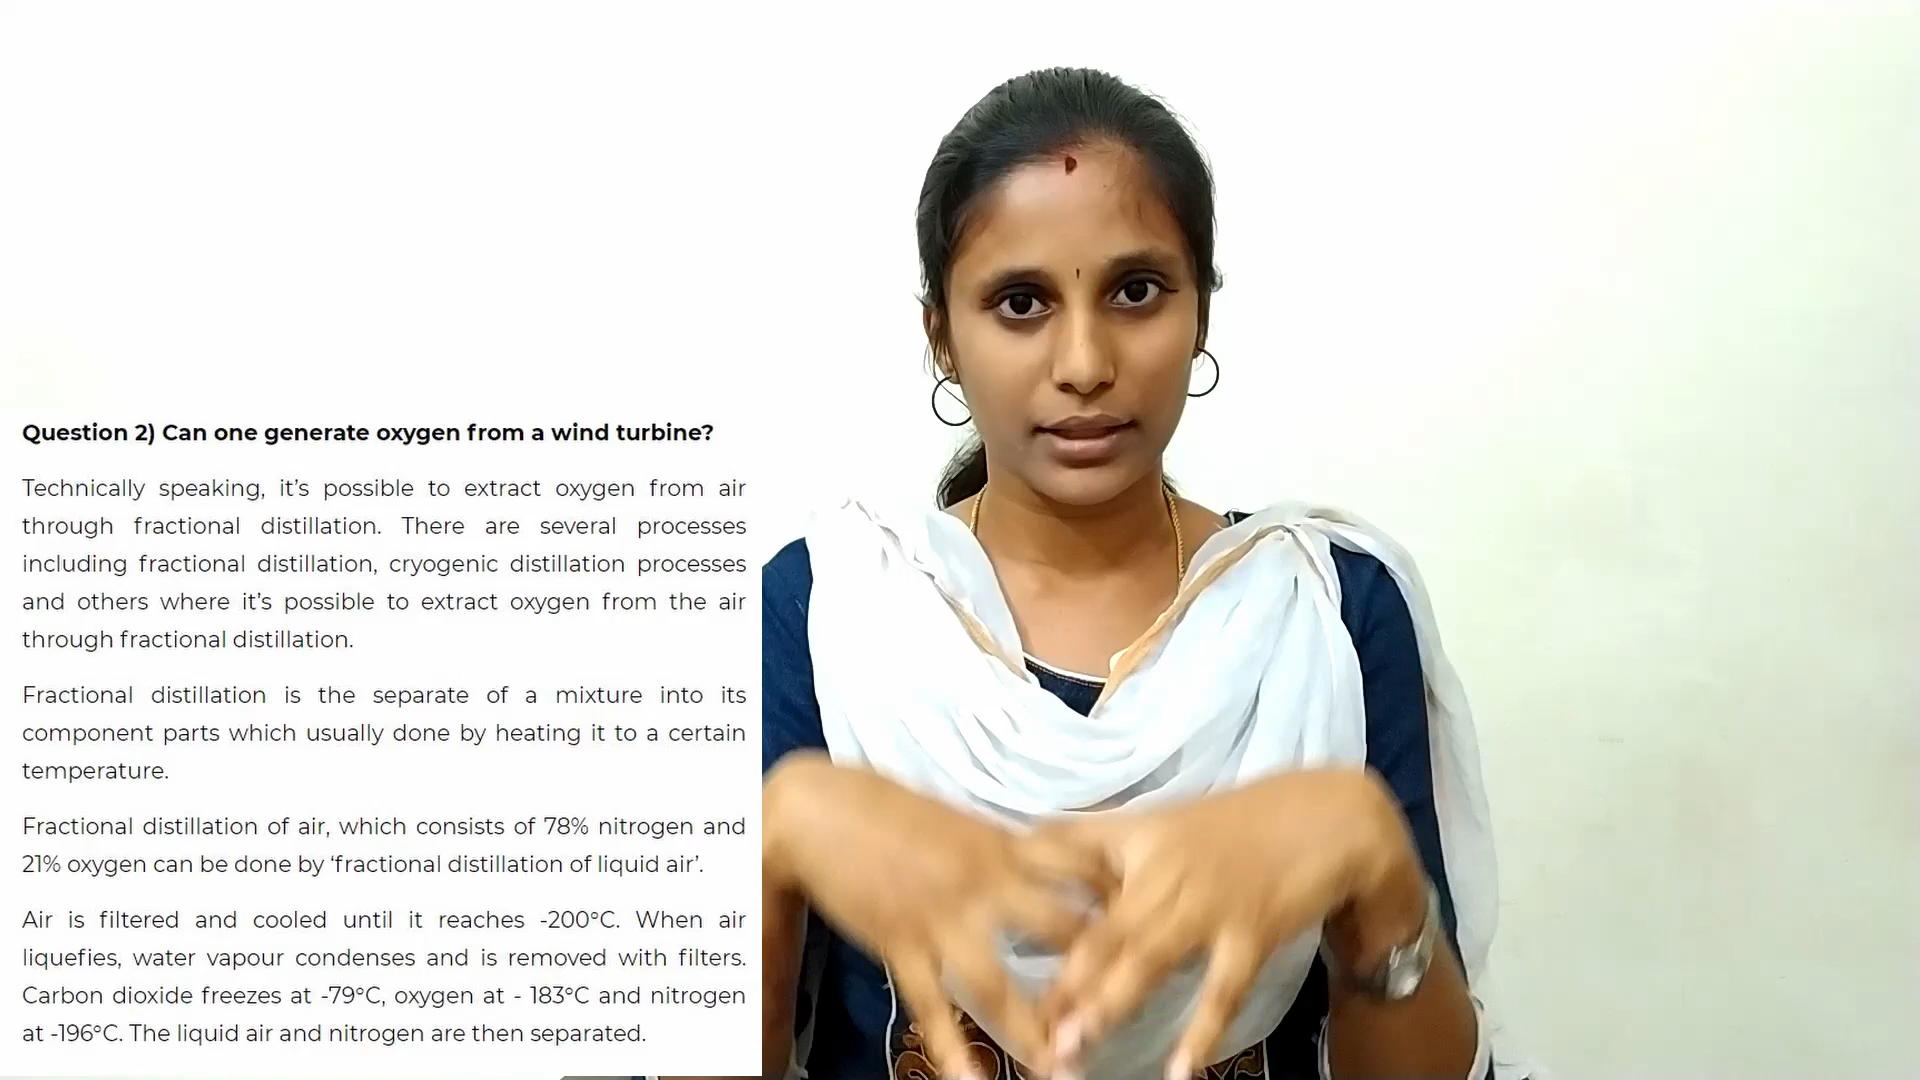 Question 2) Can one generate oxygen from a wind turbine?
Technically speaking, it’s possible to extract oxygen from air
through fractional distillation. There are several processes
including fractional distillation, cryogenic distillation processes
and others where it’s possible to extract oxygen from the air
through fractional distillation.
Fractional distillation is the separate of a mixture into its
component parts which usually done by heating it to a certain
temperature.
Fractional distillation of air, which consists of 78% nitrogen and
21% oxygen can be done by ‘fractional distillation of liquid air’.
Air is filtered and cooled until it reaches -200°C. When air
liquefies, water vapour condenses and is removed with filters.
Carbon dioxide freezes at -79°C, oxygen at - 183°C and nitrogen
at -196°C. The liquid air and nitrogen are then separated.